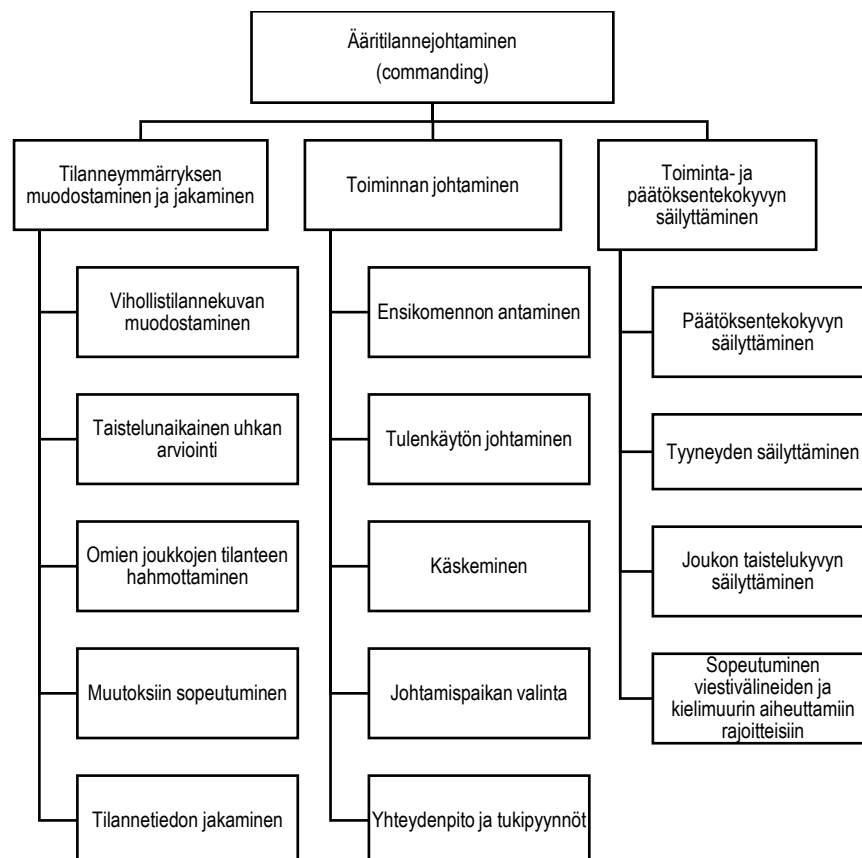 Ääritilannejohtaminen
(commanding)
Tilanneymmärryksen
muodostaminen ja jakaminen
Vihollistilannekuvan
muodostaminen
Taistelunaikainen uhkan
arviointi
Omien joukkojen tilanteen
hahmottaminen
Muutoksiin sopeutuminen
Tilannetiedon jakaminen
Toiminnan johtaminen
Ensikomennon antaminen
Tulenkäytön johtaminen
Käskeminen
Johtamispaikan valinta
Yhteydenpito ja tukipyynnöt
Toiminta- ja
päätöksentekokyvyn
säilyttäminen
Päätöksentekokyvyn
säilyttäminen
Tyyneyden säilyttäminen
Joukon taistelukyvyn
säilyttäminen
Sopeutuminen
viestivälineiden ja
kielimuurin aiheuttamiin
rajoitteisiin